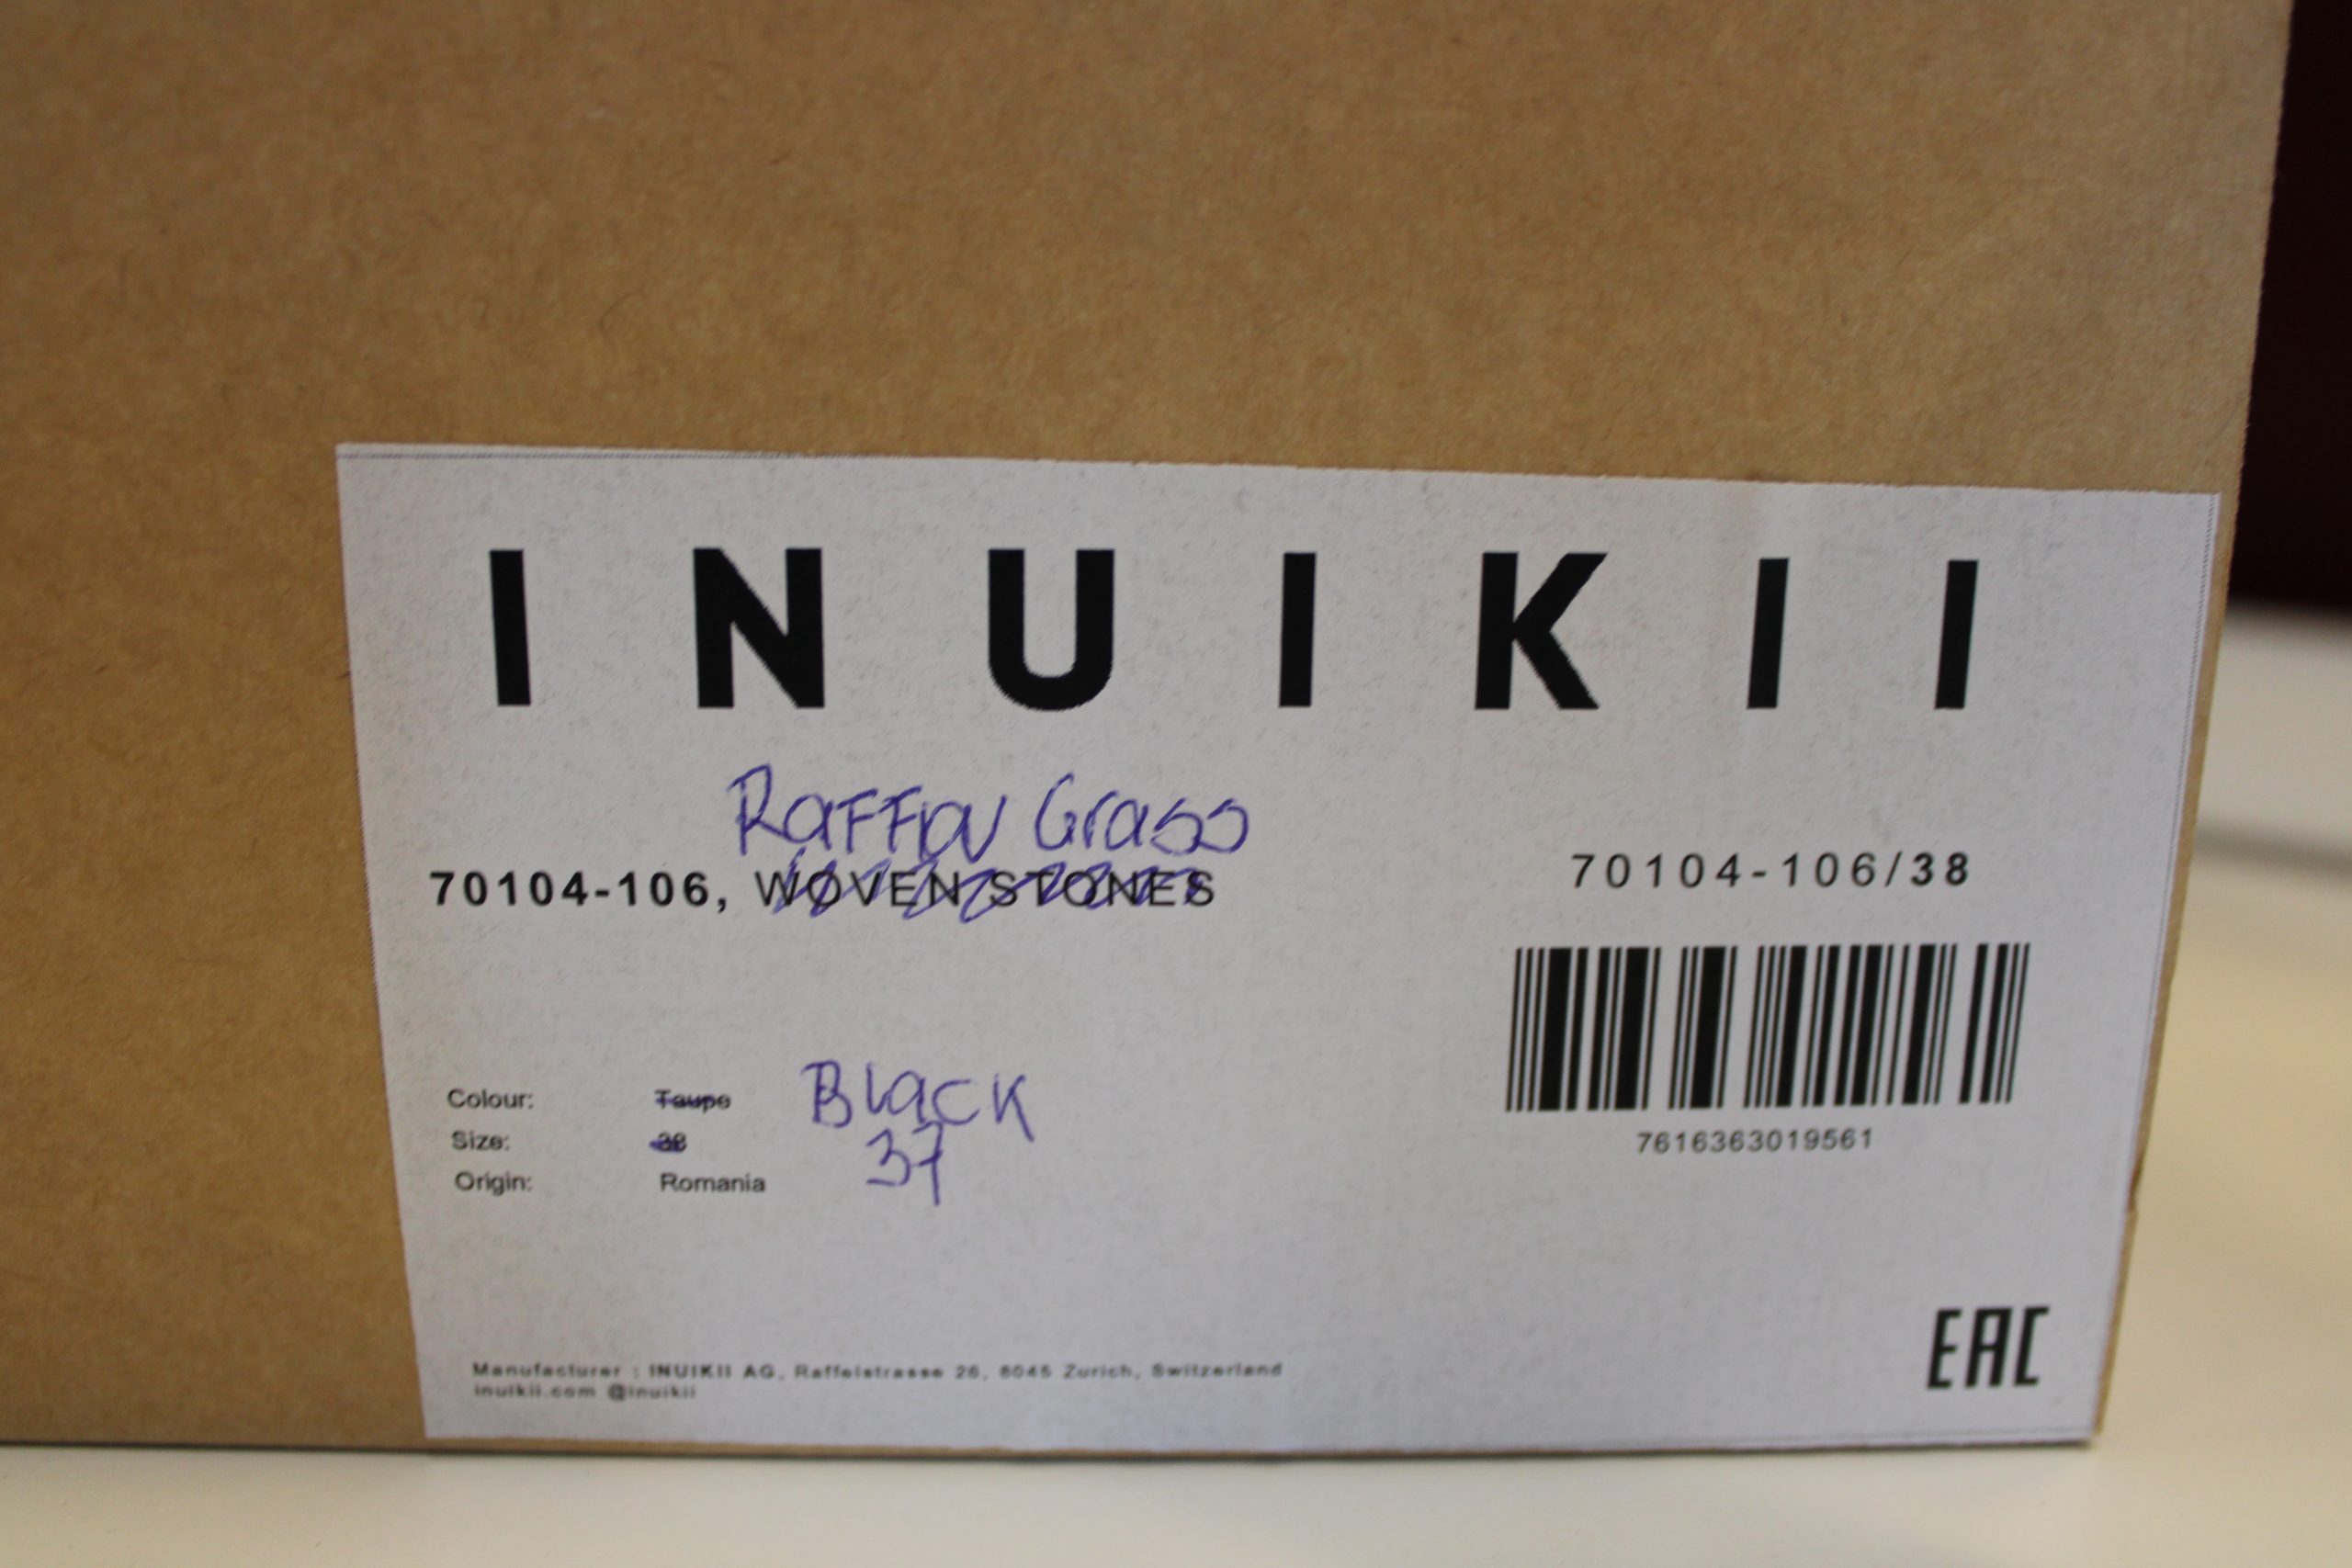 INUIKII
Raffia Grass
70104-106, WOVEN STONES
70104-106/38
7616363019561
Colour: Taupe Black
Size: 38 37
Origin: Romania
EAC
Manufacturer : INUIKII AG, Raffelstrasse 26, 8045 Zurich, Switzerland
inuikii.com @inuikii